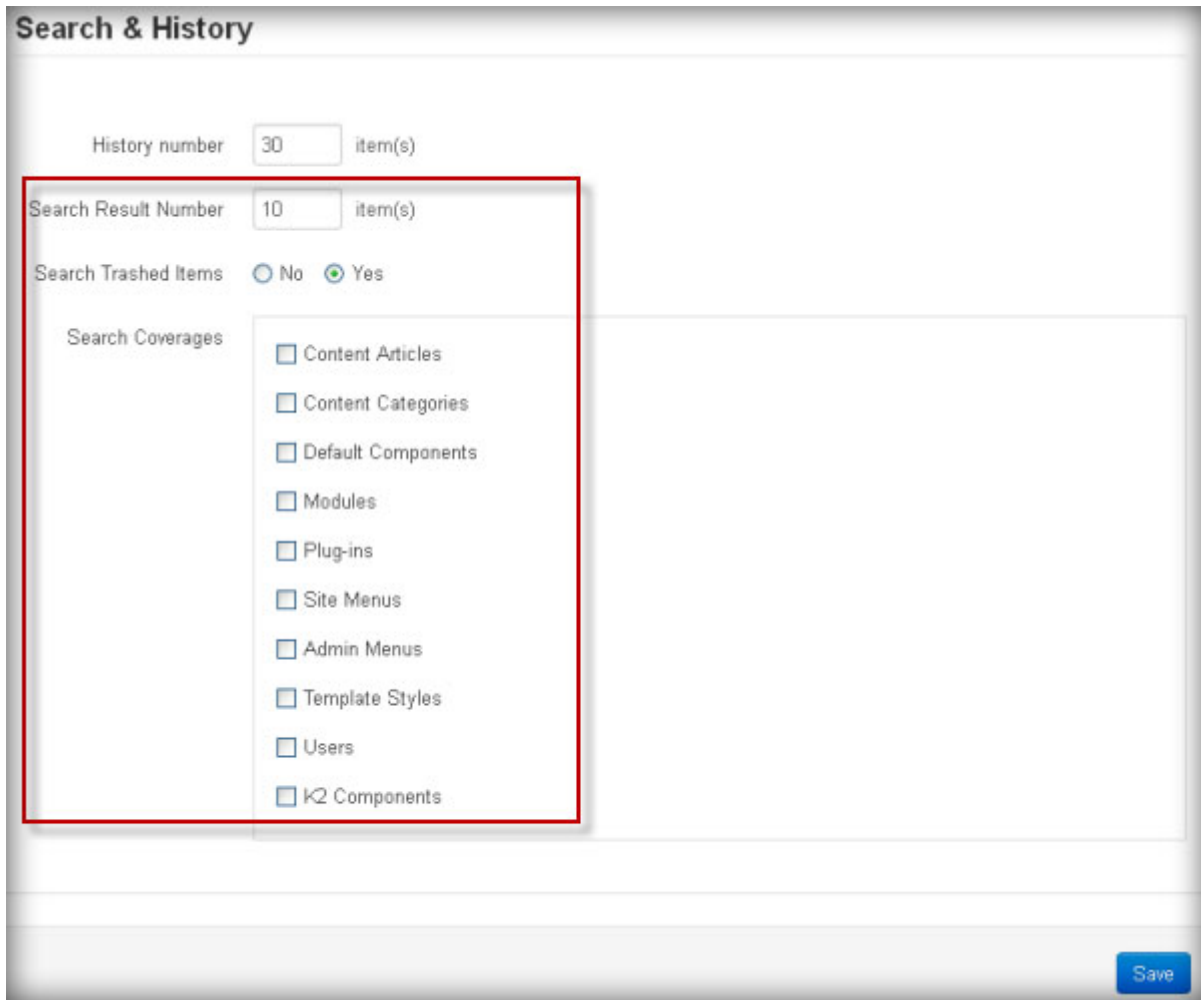 Search & History
History number 30 item(s)
Search Result Number 10 item(s)
Search Trashed Items No Yes
Search Coverages
Content Articles
Content Categories
Default Components
Modules
Plug-ins
Site Menus
Admin Menus
Template Styles
Users
K2 Components
Save